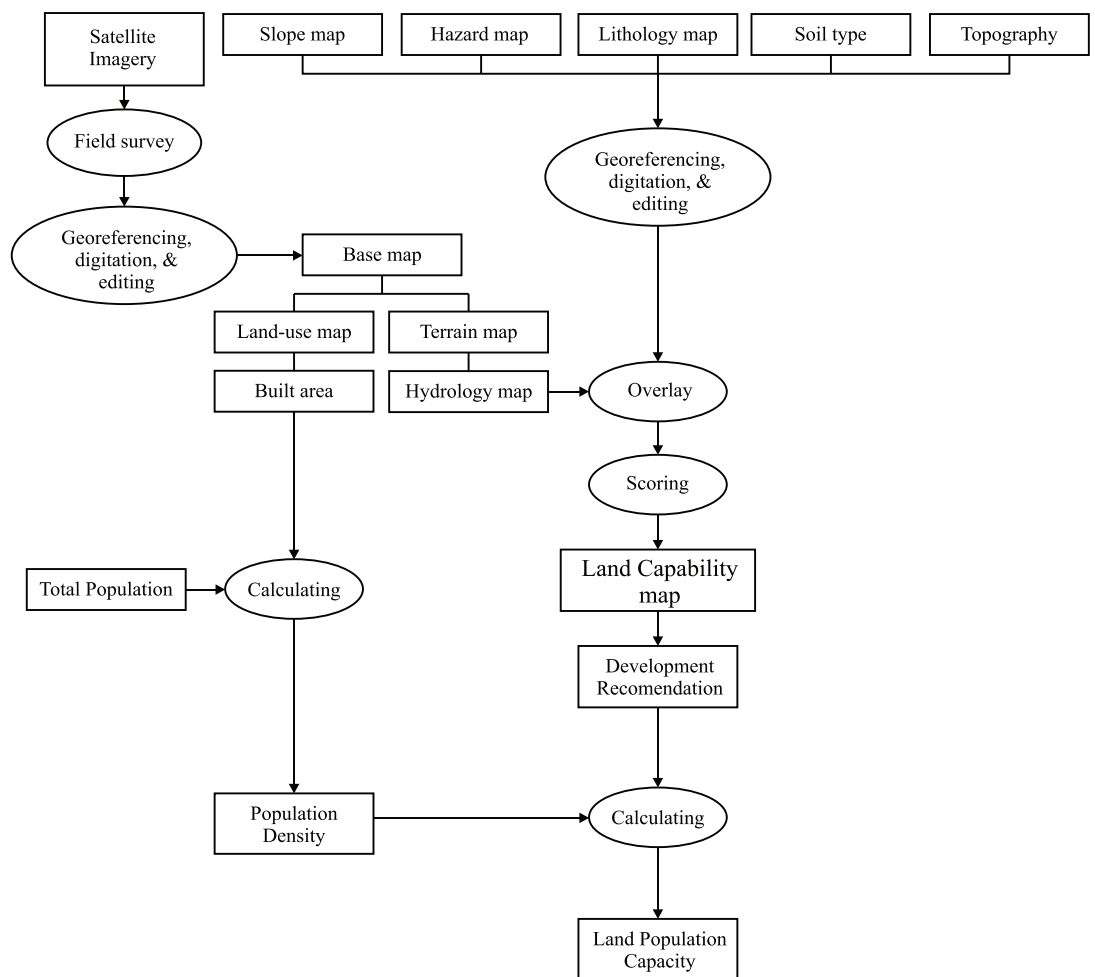 Satellite
Imagery
Slope map
Hazard map
Lithology map
Soil type
Topography
Field survey
Georeferencing,
digitation, &
editing
Georeferencing,
digitation, &
editing
Base map
Land-use map
Terrain map
Built area
Hydrology map
Overlay
Scoring
Land Capability
map
Total Population
Calculating
Development
Recomendation
Population
Density
Calculating
Land Population
Capacity